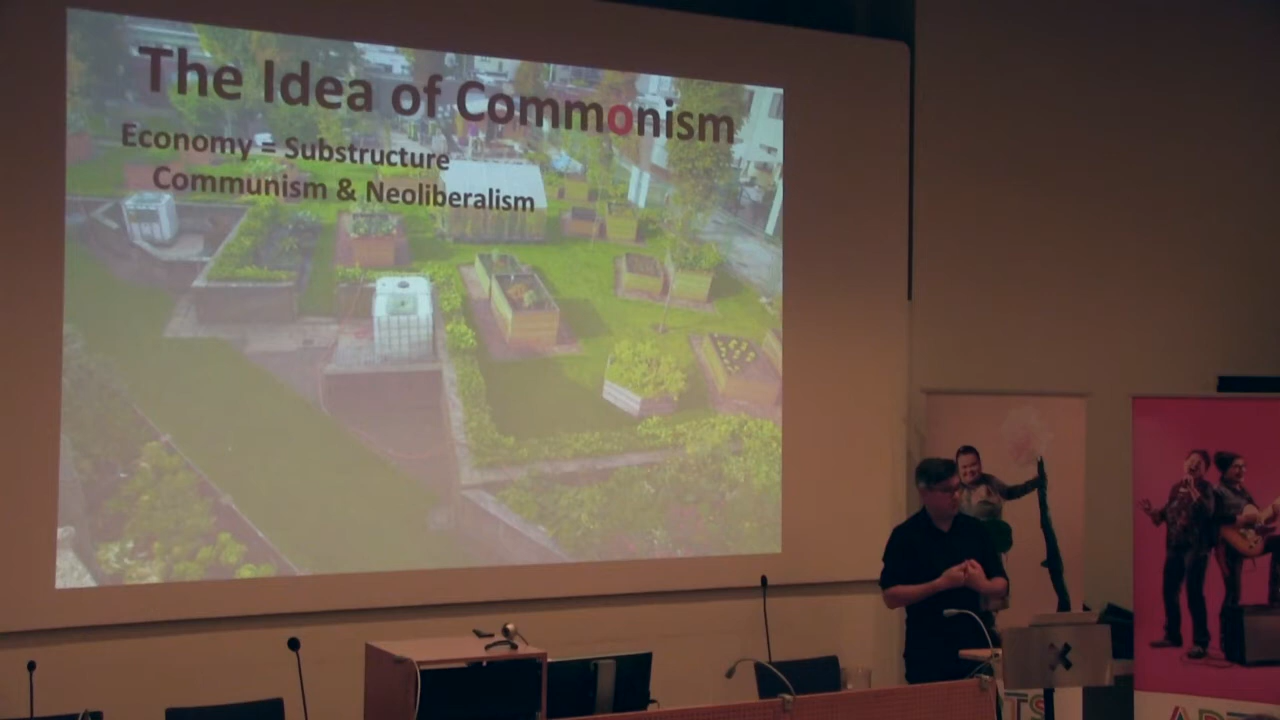 The Idea of Commonism
Economy = Substructure
Communism & Neoliberalism